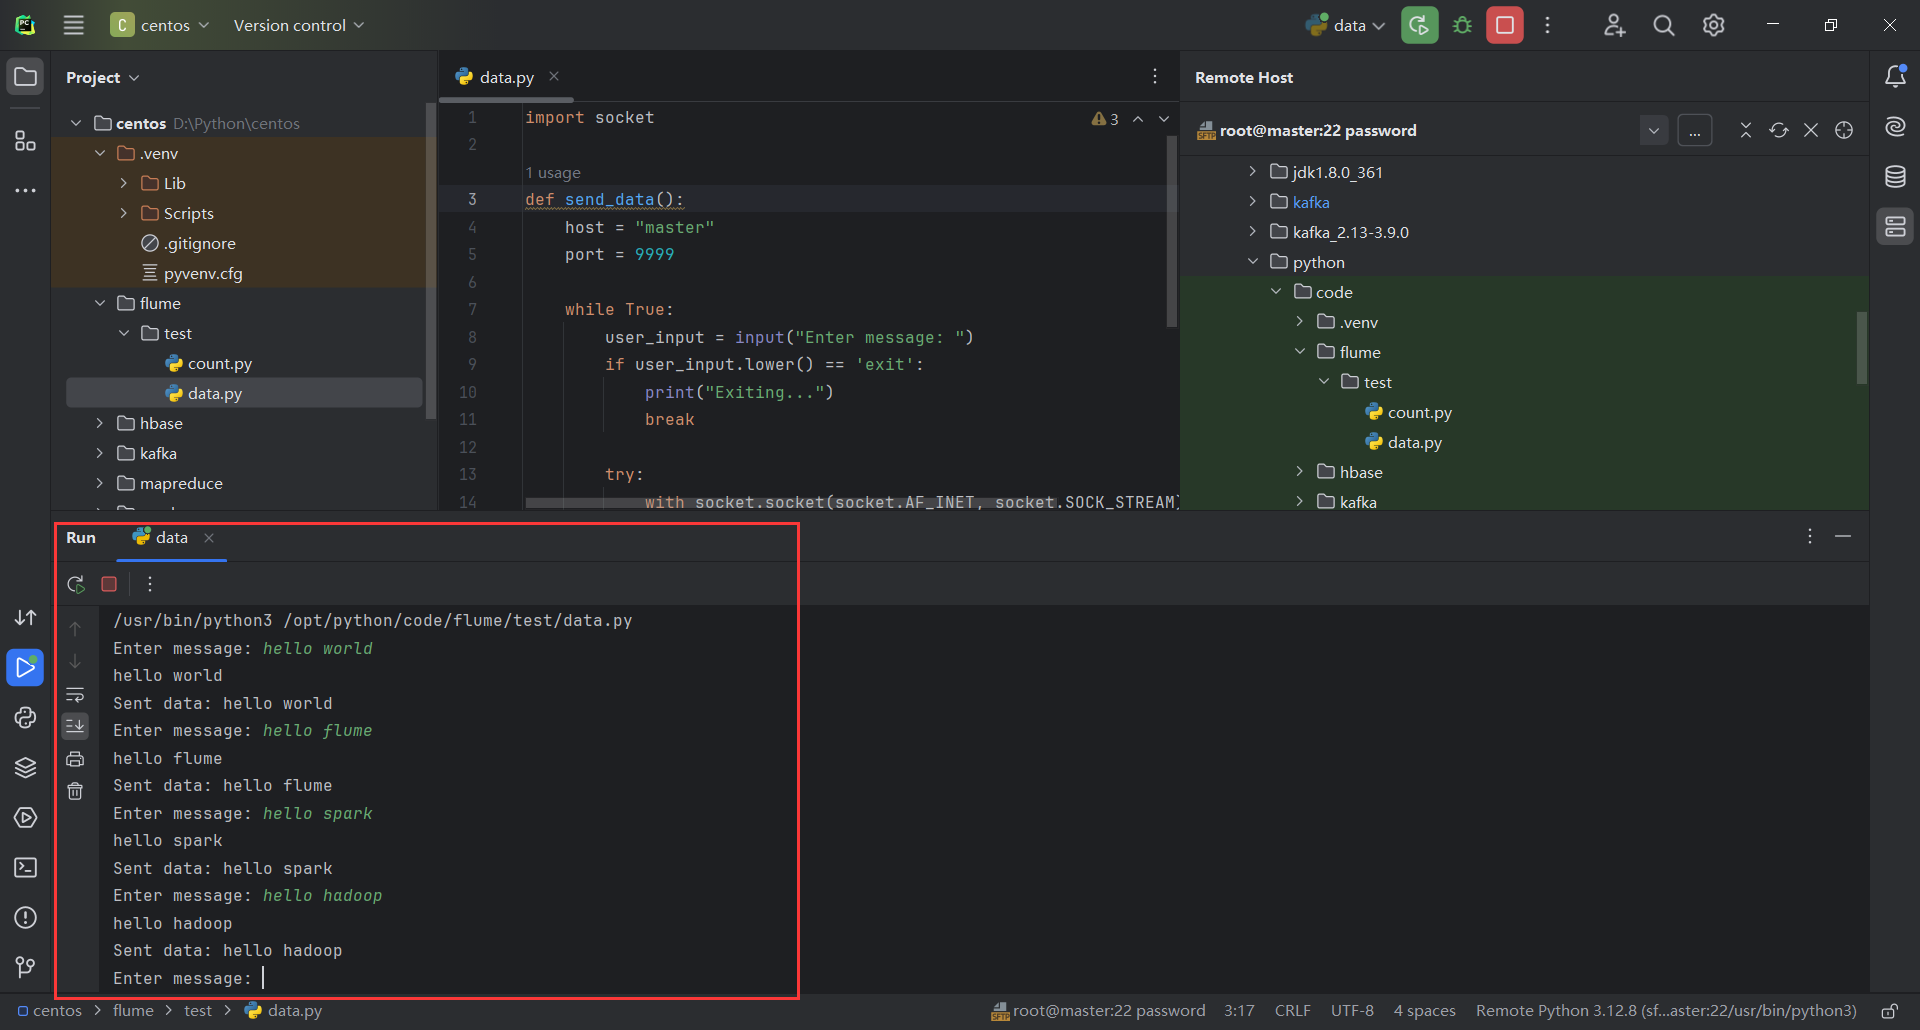 C centos Version control data
Project
centos D:\Python\centos
.venv
Lib
Scripts
.gitignore
pyvenv.cfg
flume
test
count.py
data.py
hbase
kafka
mapreduce
data.py
1 import socket
2
1 usage
3 def send_data():
4 host = "master"
5 port = 9999
6
7 while True:
8 user_input = input("Enter message: ")
9 if user_input.lower() == 'exit':
10 print("Exiting...")
11 break
12
13 try:
14 with socket.socket(socket.AF_INET, socket.SOCK_STREAM)
3
Remote Host
root@master:22 password
...
jdk1.8.0_361
kafka
kafka_2.13-3.9.0
python
code
.venv
flume
test
count.py
data.py
hbase
kafka
Run data
/usr/bin/python3 /opt/python/code/flume/test/data.py
Enter message: hello world
hello world
Sent data: hello world
Enter message: hello flume
hello flume
Sent data: hello flume
Enter message: hello spark
hello spark
Sent data: hello spark
Enter message: hello hadoop
hello hadoop
Sent data: hello hadoop
Enter message:
centos > flume > test > data.py
root@master:22 password 3:17 CRLF UTF-8 4 spaces Remote Python 3.12.8 (sf...aster:22/usr/bin/python3)